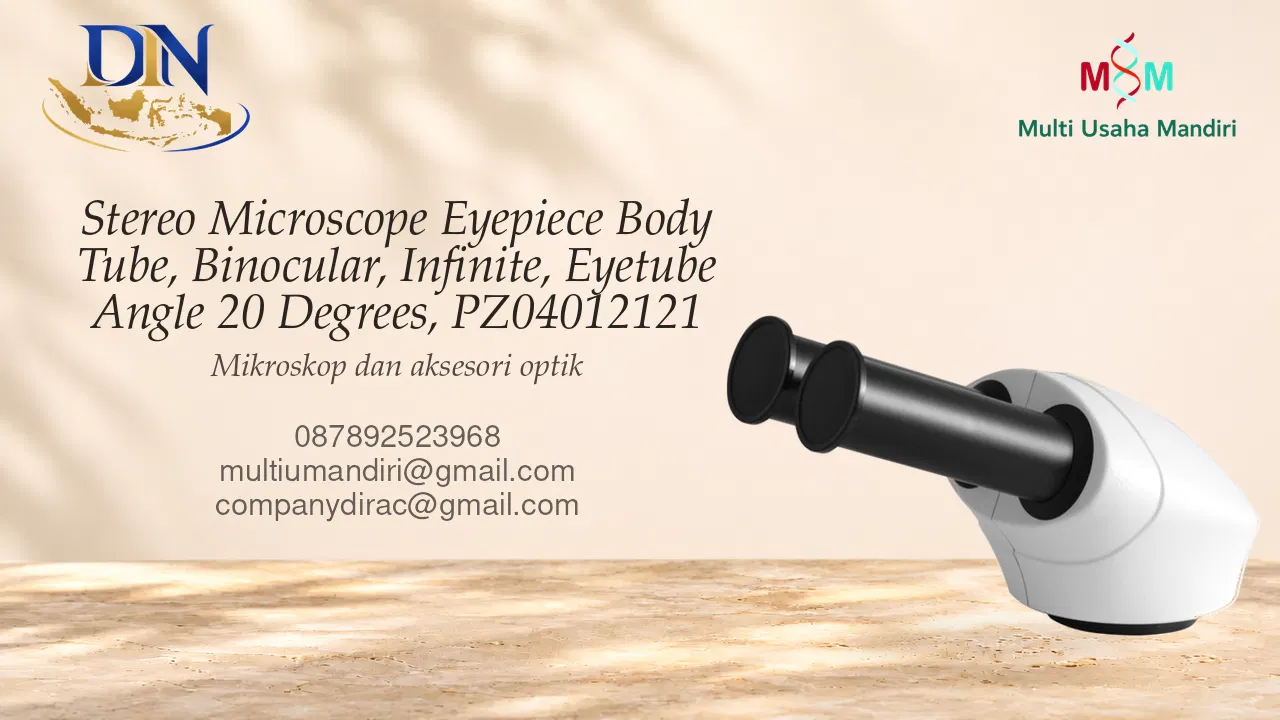 DIN
M M
Multi Usaha Mandiri
Stereo Microscope Eyepiece Body
Tube, Binocular, Infinite, Eyetube
Angle 20 Degrees, PZ04012121
Mikroskop dan aksesori optik
087892523968
multiumandiri@gmail.com
companydirac@gmail.com